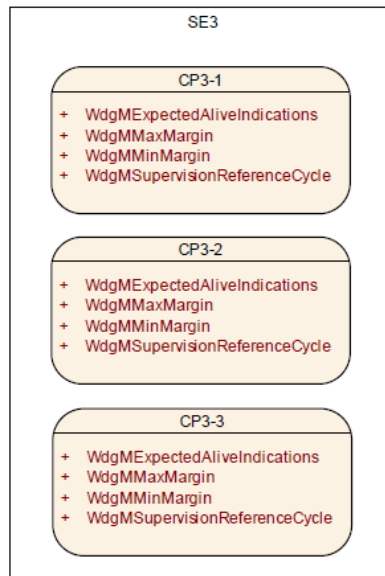 SE3
CP3-1
+ WdgMExpectedAliveIndications
+ WdgMMaxMargin
+ WdgMMinMargin
+ WdgMSupervisionReferenceCycle
CP3-2
+ WdgMExpectedAliveIndications
+ WdgMMaxMargin
+ WdgMMinMargin
+ WdgMSupervisionReferenceCycle
CP3-3
+ WdgMExpectedAliveIndications
+ WdgMMaxMargin
+ WdgMMinMargin
+ WdgMSupervisionReferenceCycle